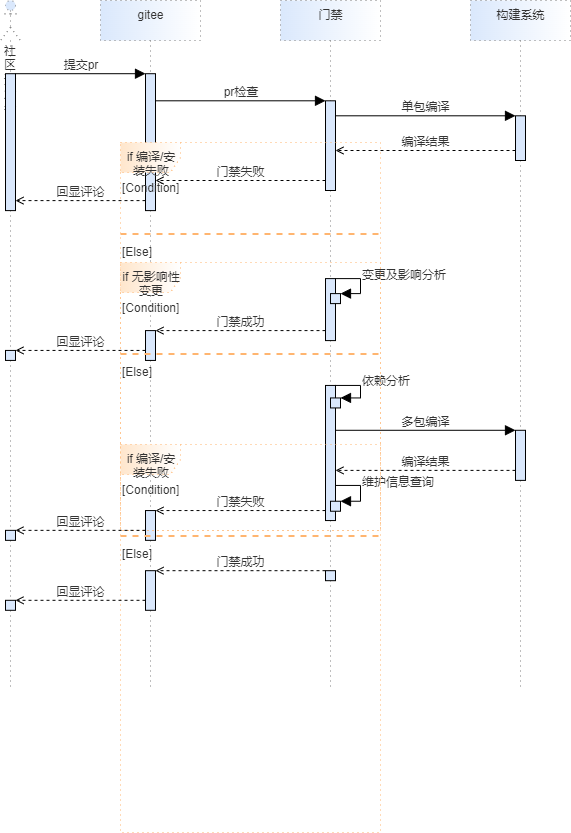 gitee
门禁
构建系统
社
区
提交pr
pr检查
单包编译
编译结果
if 编译/安
装失败
门禁失败
[Condition]
回显评论
[Else]
if 无影响性
变更
变更及影响分析
[Condition]
门禁成功
回显评论
[Else]
依赖分析
多包编译
if 编译/安
装失败
编译结果
维护信息查询
[Condition]
门禁失败
回显评论
[Else]
门禁成功
回显评论